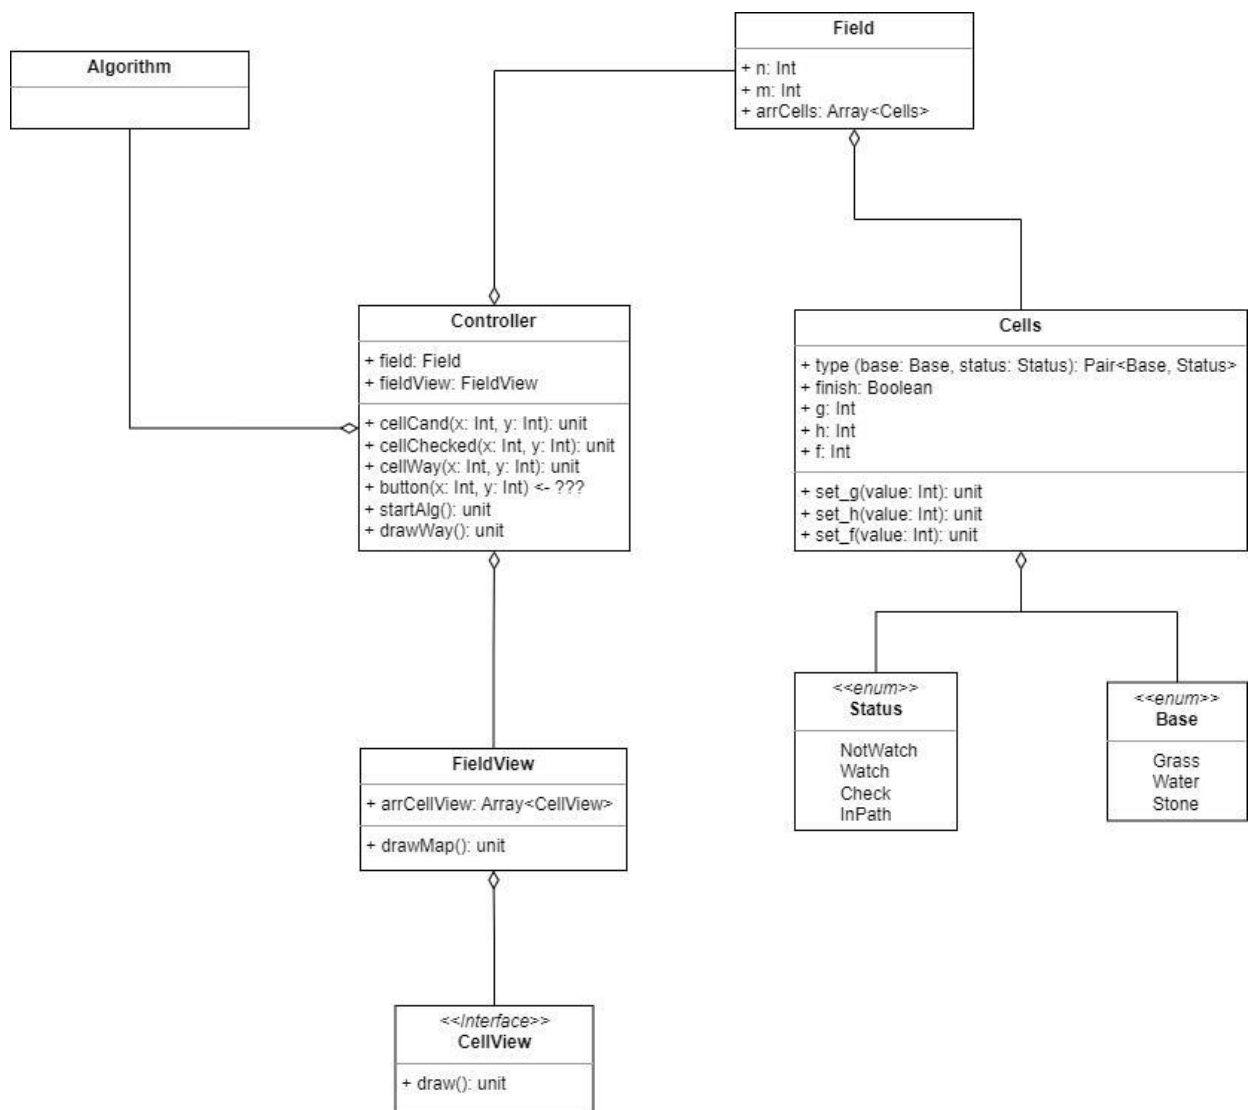 Field
+ n: Int
+ m: Int
+ arrCells: Array<Cells>
Algorithm
Controller
+ field: Field
+ fieldView: FieldView
+ cellCand(x: Int, y: Int): unit
+ cellChecked(x: Int, y: Int): unit
+ cellWay(x: Int, y: Int): unit
+ button(x: Int, y: Int) <- ???
+ startAlg(): unit
+ drawWay(): unit
Cells
+ type (base: Base, status: Status): Pair<Base, Status>
+ finish: Boolean
+ g: Int
+ h: Int
+ f: Int
+ set_g(value: Int): unit
+ set_h(value: Int): unit
+ set_f(value: Int): unit
<<enum>>
Status
NotWatch
Watch
Check
InPath
<<enum>>
Base
Grass
Water
Stone
FieldView
+ arrCellView: Array<CellView>
+ drawMap(): unit
<<Interface>>
CellView
+ draw(): unit